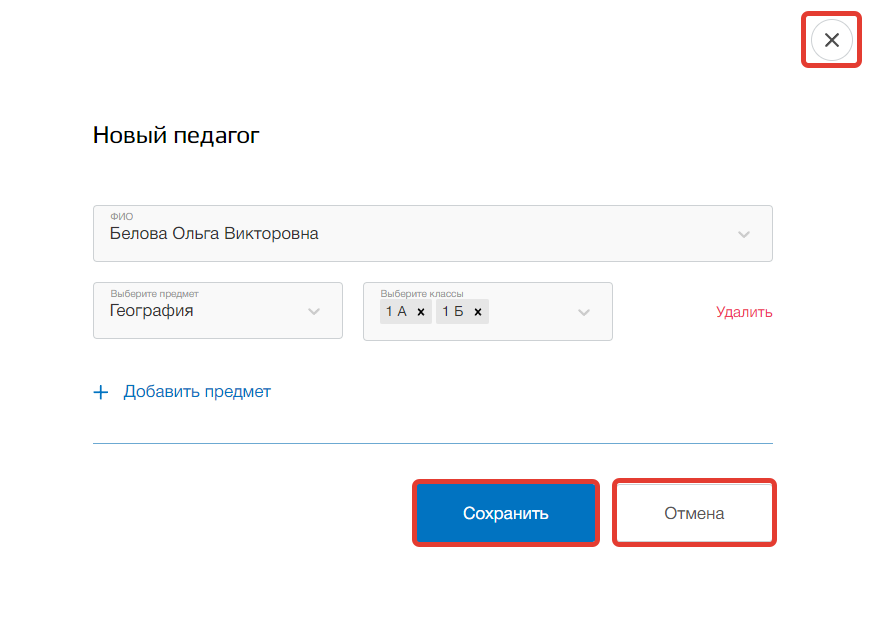 Новый педагог
ФИО
Белова Ольга Викторовна
Выберите предмет
География
Выберите классы
1 А × 1 Б ×
Удалить
+ Добавить предмет
Сохранить
Отмена